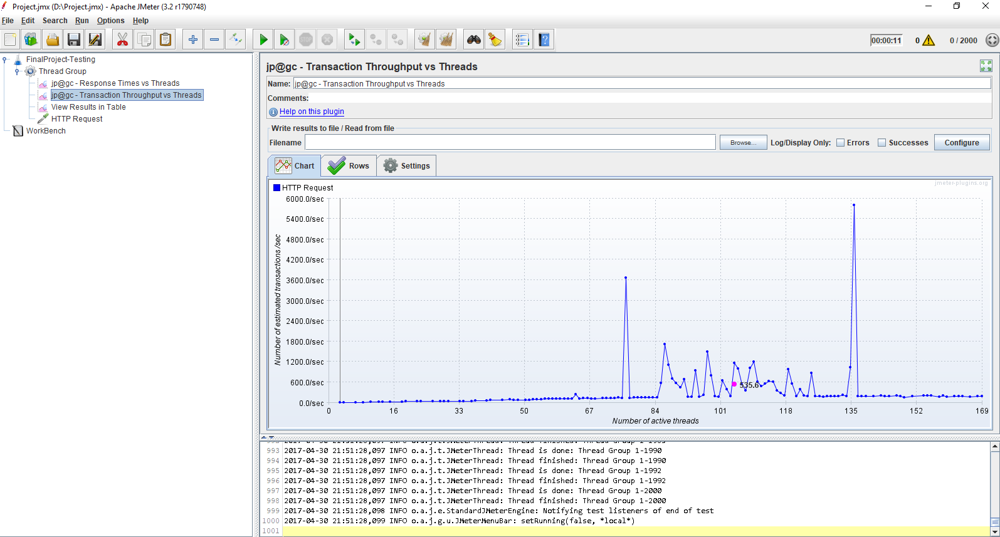 Project.jmx (D:\Project.jmx) - Apache JMeter (3.2 r1790748)
File Edit Search Run Options Help
STOP
00:00:11 0 0 / 2000
FinalProject-Testing
Thread Group
jp@gc - Response Times vs Threads
jp@gc - Transaction Throughput vs Threads
View Results in Table
HTTP Request
WorkBench
jp@gc - Transaction Throughput vs Threads
Name: jp@gc - Transaction Throughput vs Threads
Comments:
Help on this plugin
Write results to file / Read from file
Filename Browse... Log/Display Only: Errors Successes Configure
Chart Rows Settings
HTTP Request
jmeter-plugins.org
6000.0/sec
5400.0/sec
4800.0/sec
4200.0/sec
3600.0/sec
3000.0/sec
2400.0/sec
1800.0/sec
1200.0/sec
600.0/sec
0.0/sec
Number of estimated transactions /sec
535.6
0 16 33 50 67 84 101 118 135 152 169
Number of active threads
993 2017-04-30 21:51:28,097 INFO o.a.j.t.JMeterThread: Thread is done: Thread Group 1-1990
994 2017-04-30 21:51:28,097 INFO o.a.j.t.JMeterThread: Thread finished: Thread Group 1-1990
995 2017-04-30 21:51:28,097 INFO o.a.j.t.JMeterThread: Thread is done: Thread Group 1-1992
996 2017-04-30 21:51:28,097 INFO o.a.j.t.JMeterThread: Thread finished: Thread Group 1-1992
997 2017-04-30 21:51:28,097 INFO o.a.j.t.JMeterThread: Thread is done: Thread Group 1-2000
998 2017-04-30 21:51:28,097 INFO o.a.j.t.JMeterThread: Thread finished: Thread Group 1-2000
999 2017-04-30 21:51:28,098 INFO o.a.j.e.StandardJMeterEngine: Notifying test listeners of end of test
1000 2017-04-30 21:51:28,099 INFO o.a.j.g.u.JMeterMenuBar: setRunning(false, *local*)
1001